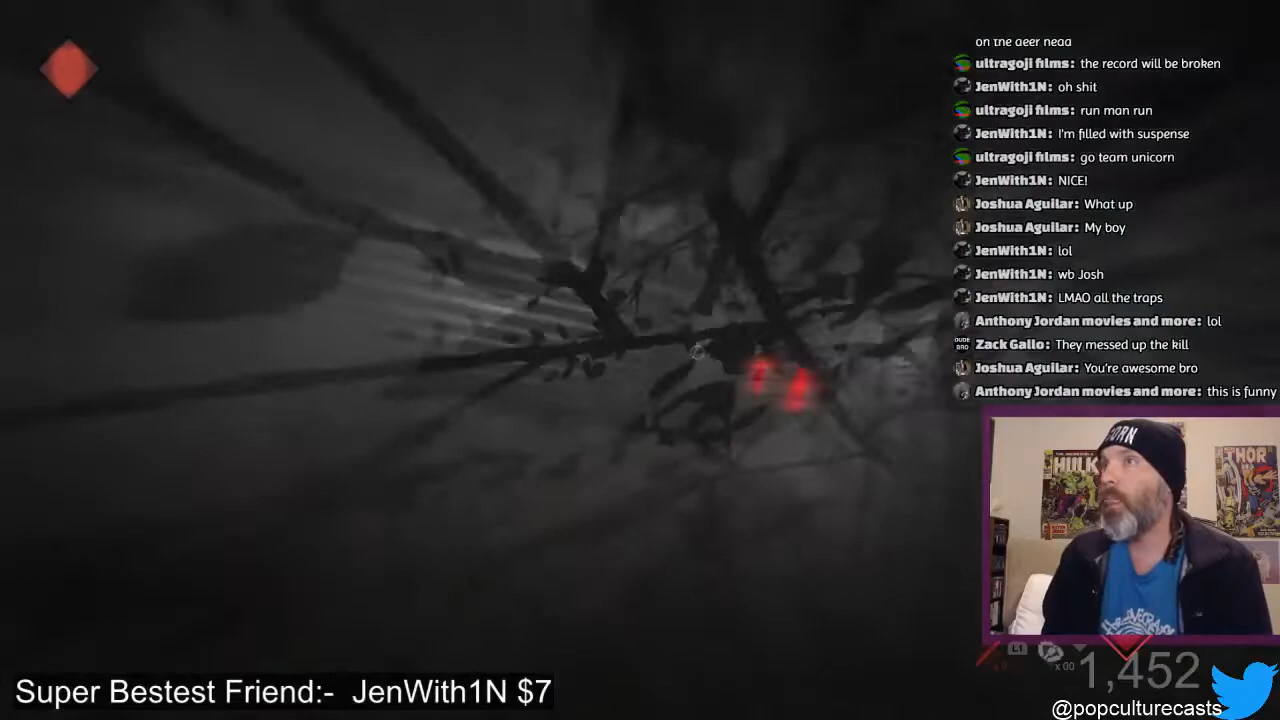 on the deer head
ultragoji films: the record will be broken
JenWith1N: oh shit
ultragoji films: run man run
JenWith1N: I'm filled with suspense
ultragoji films: go team unicorn
JenWith1N: NICE!
Joshua Aguilar: What up
Joshua Aguilar: My boy
JenWith1N: lol
JenWith1N: wb Josh
JenWith1N: LMAO all the traps
Anthony Jordan movies and more: lol
DUDE BRO Zack Gallo: They messed up the kill
Joshua Aguilar: You're awesome bro
Anthony Jordan movies and more: this is funny
HULK
THOR
L1
x00
1,452
Super Bestest Friend:- JenWith1N $7
@popculturecasts